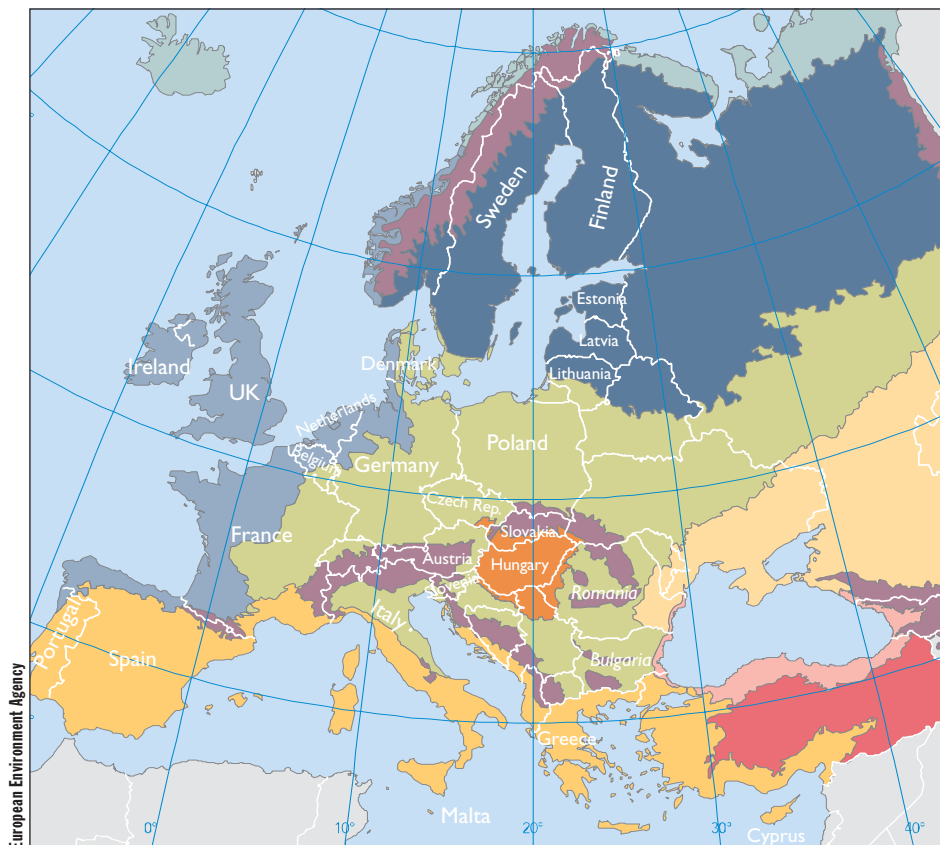 Sweden
Finland
Estonia
Latvia
Lithuania
Ireland
UK
Denmark
Netherlands
Belgium
Germany
Poland
Czech Rep.
Slovakia
France
Austria
Hungary
Slovenia
Romania
Italy
Portugal
Spain
Bulgaria
Greece
Malta
Cyprus
0°
10°
20°
30°
40°
European Environment Agency